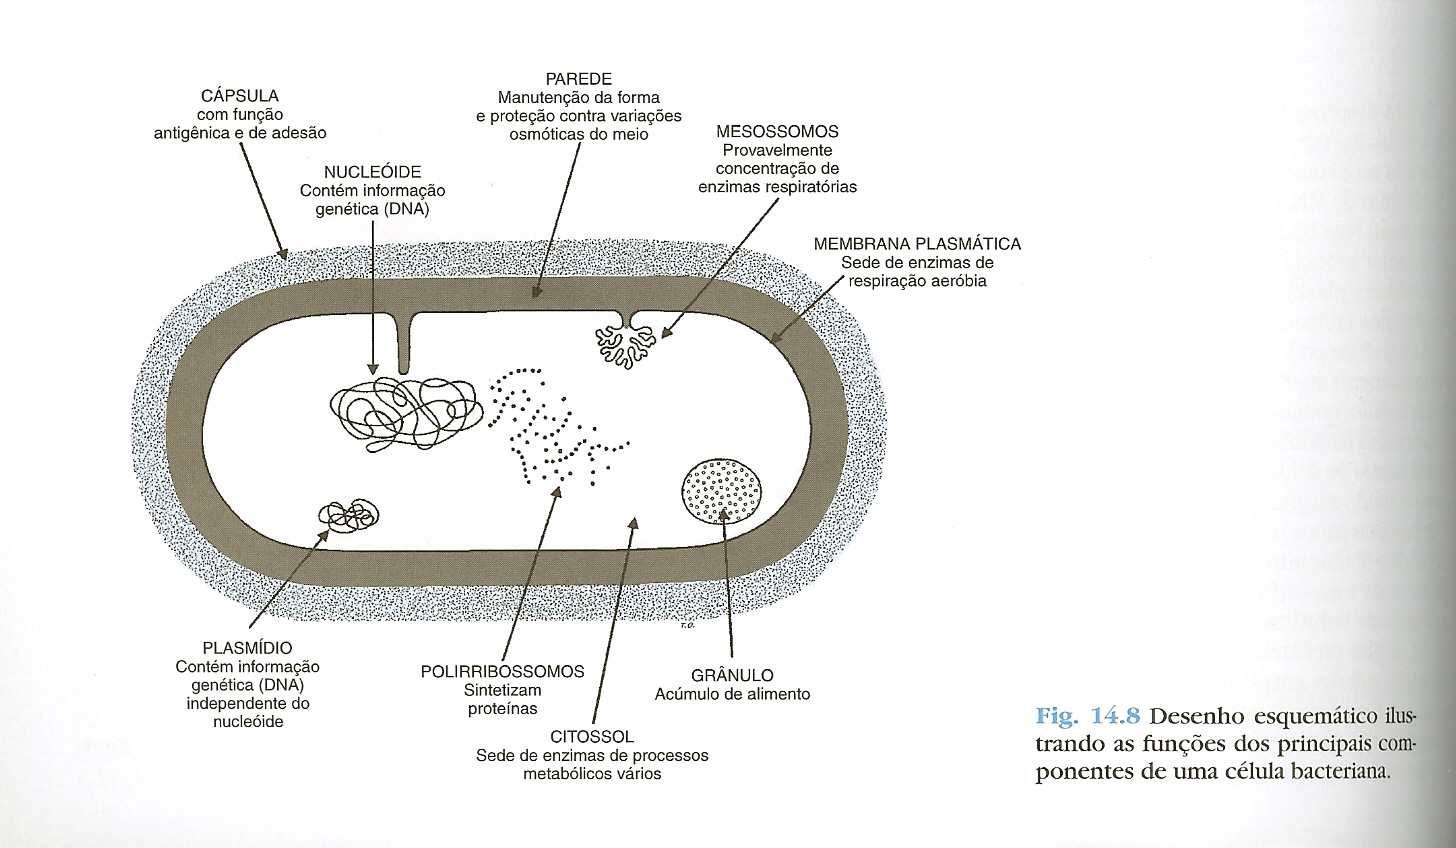 CÁPSULA
com função
antigênica e de adesão
NUCLEÓIDE
Contém informação
genética (DNA)
PAREDE
Manutenção da forma
e proteção contra variações
osmóticas do meio
MESOSSOMOS
Provavelmente
concentração de
enzimas respiratórias
MEMBRANA PLASMÁTICA
Sede de enzimas de
respiração aeróbia
T.O.
PLASMÍDIO
Contém informação
genética (DNA)
independente do
nucleóide
POLIRRIBOSSOMOS
Sintetizam
proteínas
CITOSSOL
Sede de enzimas de processos
metabólicos vários
GRÂNULO
Acúmulo de alimento
Fig. 14.8 Desenho esquemático ilus-
trando as funções dos principais com-
ponentes de uma célula bacteriana.